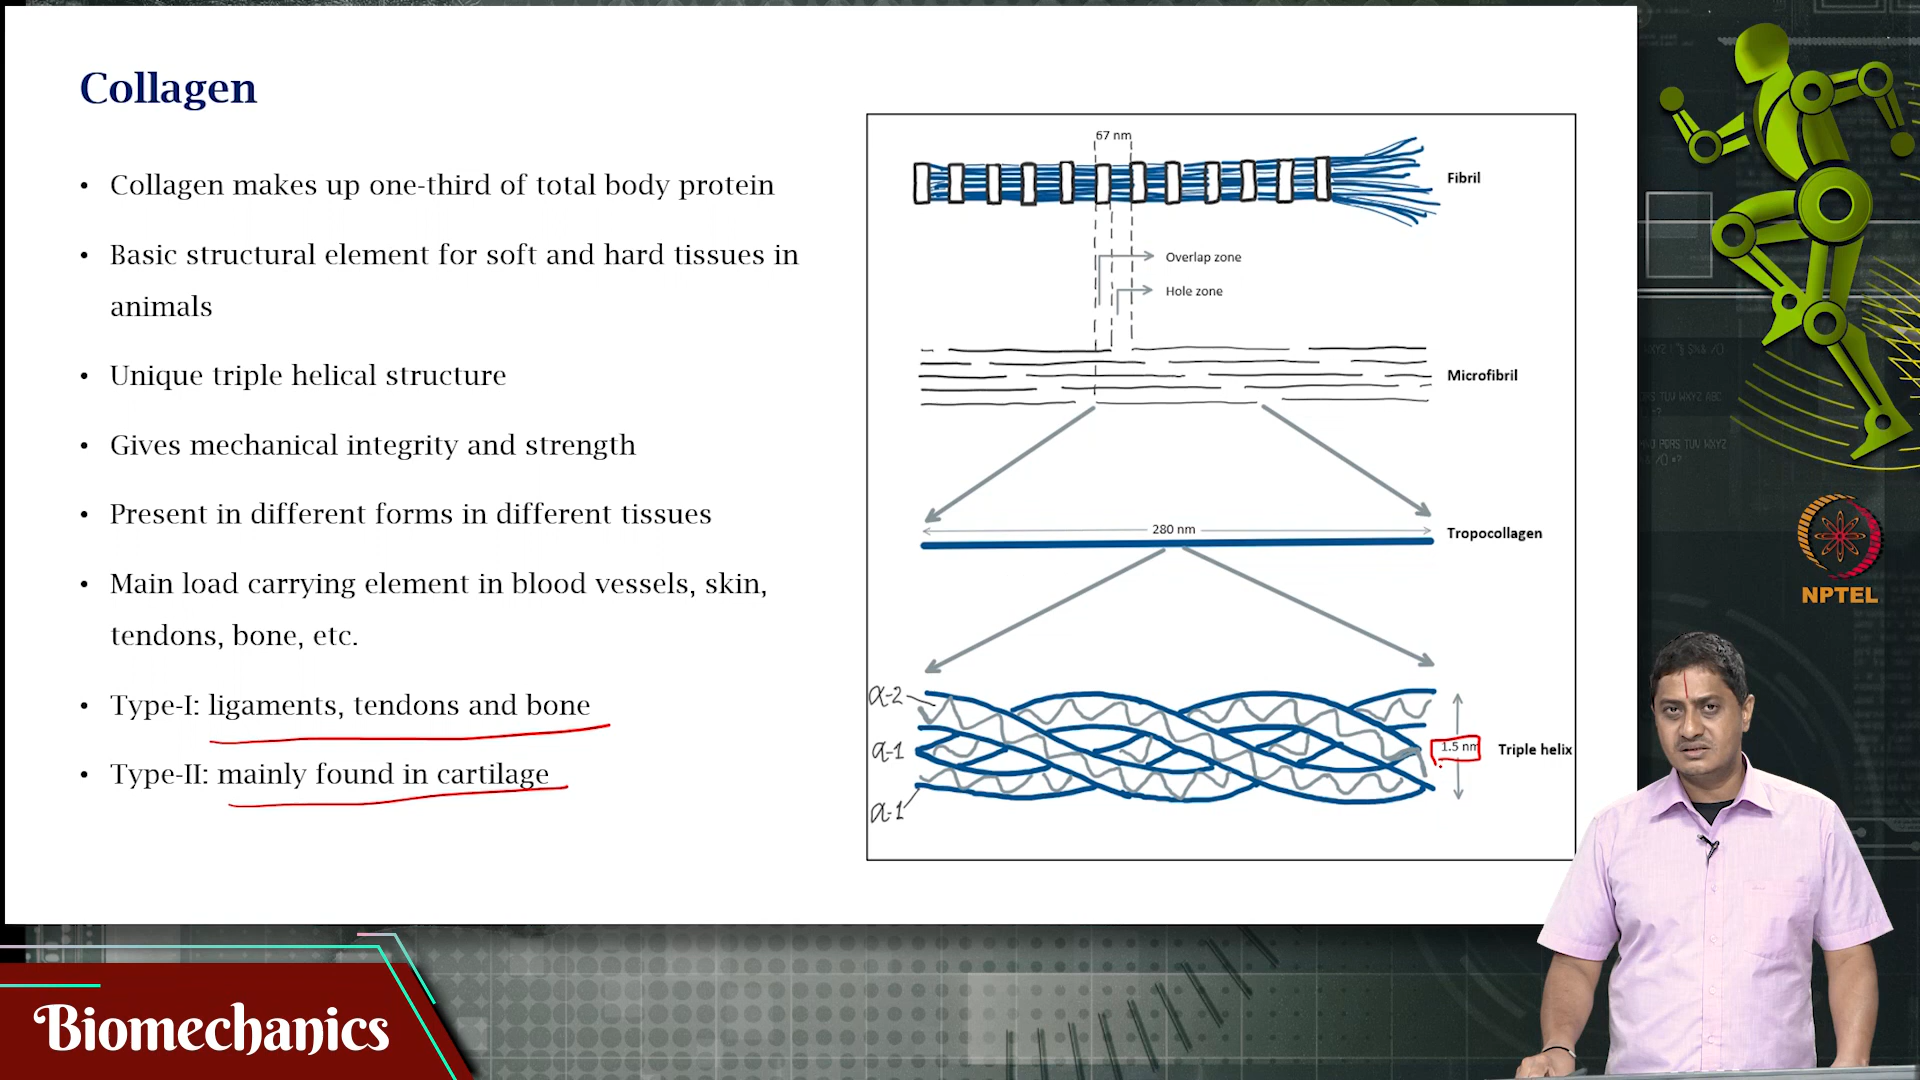 Collagen
• Collagen makes up one-third of total body protein
• Basic structural element for soft and hard tissues in
animals
• Unique triple helical structure
• Gives mechanical integrity and strength
• Present in different forms in different tissues
• Main load carrying element in blood vessels, skin,
tendons, bone, etc.
• Type-I: ligaments, tendons and bone
• Type-II: mainly found in cartilage
67 nm
Fibril
Overlap zone
Hole zone
Microfibril
280 nm
Tropocollagen
α-2
α-1
α-1
1.5 nm
Triple helix
NPTEL
Biomechanics